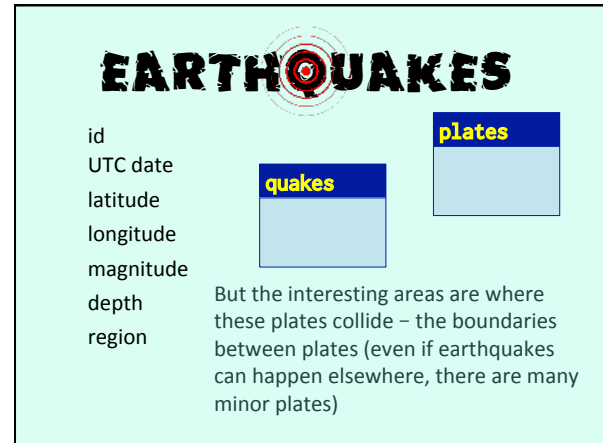 EARTHQUAKES
id
UTC date
latitude
longitude
magnitude
depth
region
quakes
plates
But the interesting areas are where
these plates collide – the boundaries
between plates (even if earthquakes
can happen elsewhere, there are many
minor plates)